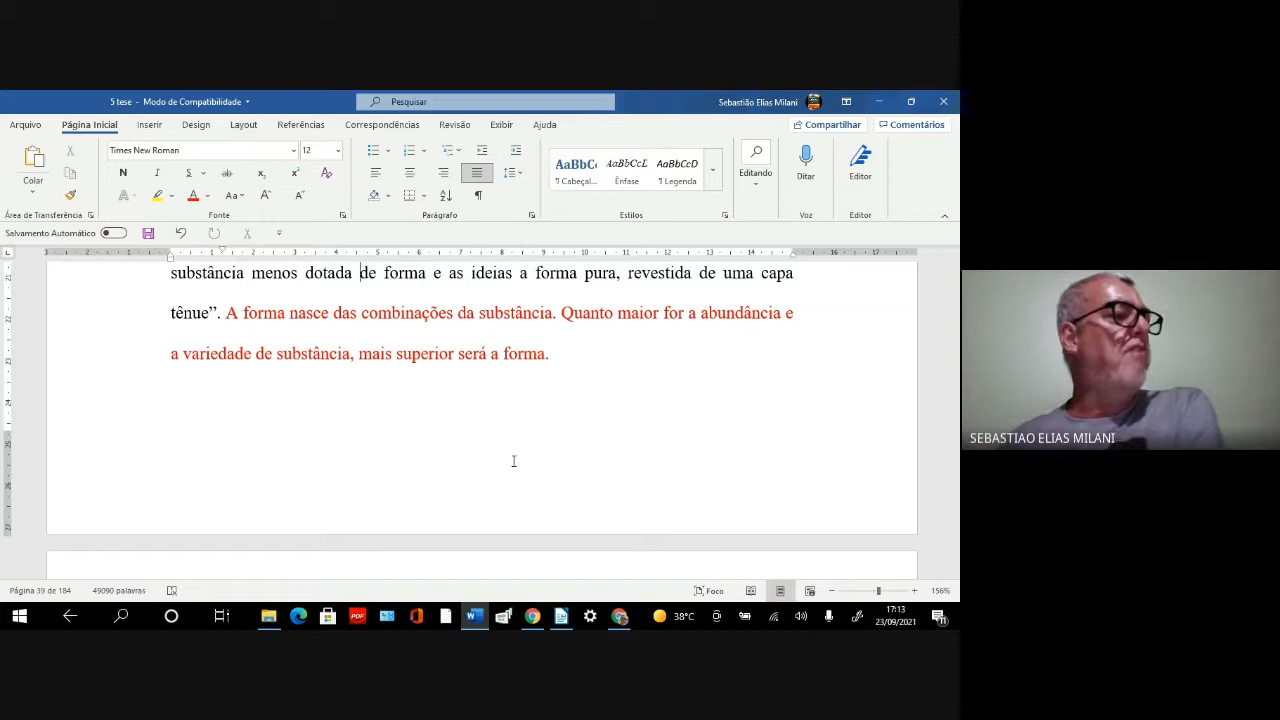 5 tese - Modo de Compatibilidade
Pesquisar
Sebastião Elias Milani
Arquivo Página Inicial Inserir Design Layout Referências Correspondências Revisão Exibir Ajuda
Compartilhar Comentários
Colar
Área de Transferência
Times New Roman 12
Fonte
Parágrafo
AaBbCc AaBbCcL AaBbCcD
¶ Cabeçal... Ênfase ¶ Legenda
Estilos
Editando
Ditar
Voz
Editor
Editor
Salvamento Automático
substância menos dotada de forma e as ideias a forma pura, revestida de uma capa
tênue”. A forma nasce das combinações da substância. Quanto maior for a abundância e
a variedade de substância, mais superior será a forma.
SEBASTIAO ELIAS MILANI
Página 39 de 184 49090 palavras
Foco
156%
PDF
38°C
17:13
23/09/2021